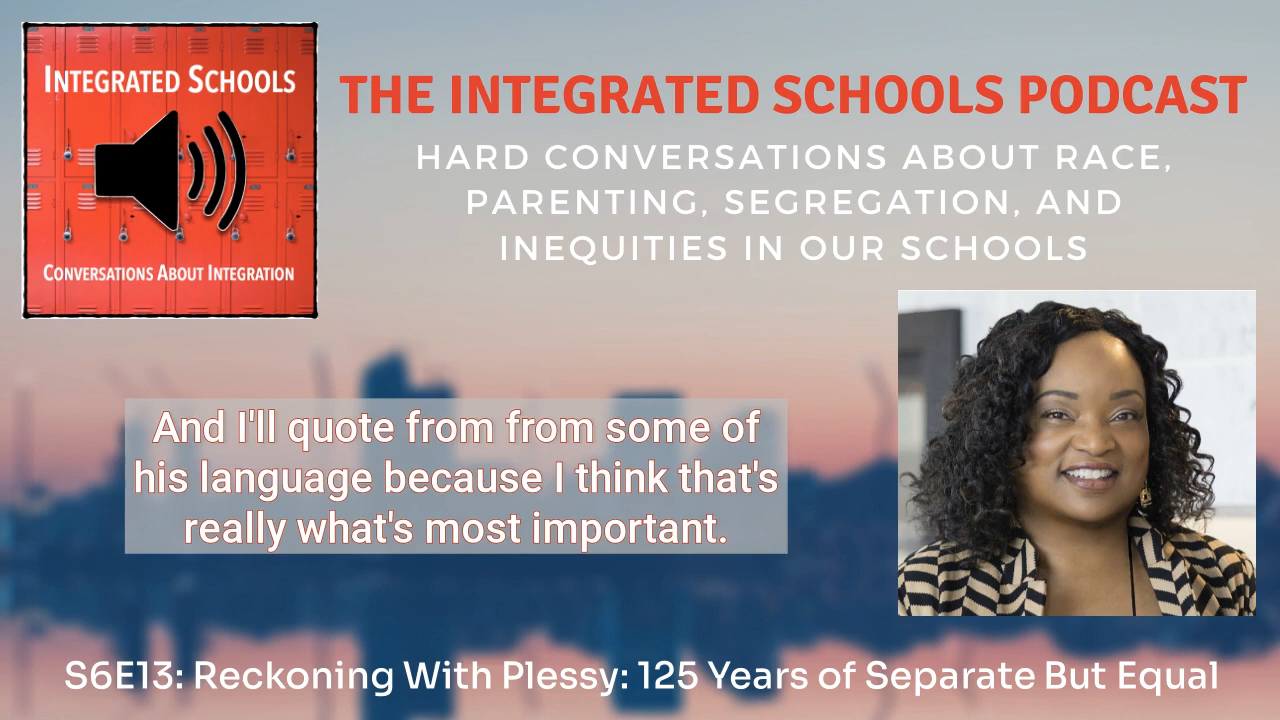 INTEGRATED SCHOOLS
CONVERSATIONS ABOUT INTEGRATION
THE INTEGRATED SCHOOLS PODCAST
HARD CONVERSATIONS ABOUT RACE,
PARENTING, SEGREGATION, AND
INEQUITIES IN OUR SCHOOLS
And I'll quote from from some of
his language because I think that's
really what's most important.
S6E13: Reckoning With Plessy: 125 Years of Separate But Equal